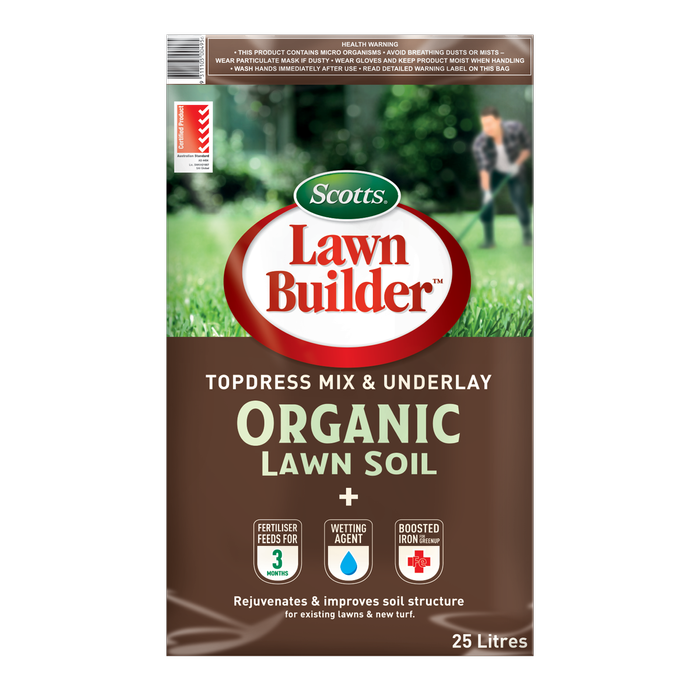 HEALTH WARNING
• THIS PRODUCT CONTAINS MICRO ORGANISMS • AVOID BREATHING DUSTS OR MISTS –
WEAR PARTICULATE MASK IF DUSTY • WEAR GLOVES AND KEEP PRODUCT MOIST WHEN HANDLING
• WASH HANDS IMMEDIATELY AFTER USE • READ DETAILED WARNING LABEL ON THIS BAG
Certified Product
Australian Standard
Scotts®
Lawn
Builder™
TOPDRESS MIX & UNDERLAY
ORGANIC
LAWN SOIL
+
FERTILISER
FEEDS FOR
3
MONTHS
WETTING
AGENT
BOOSTED
IRON FOR GREENUP
Fe
Rejuvenates & improves soil structure
for existing lawns & new turf.
25 Litres